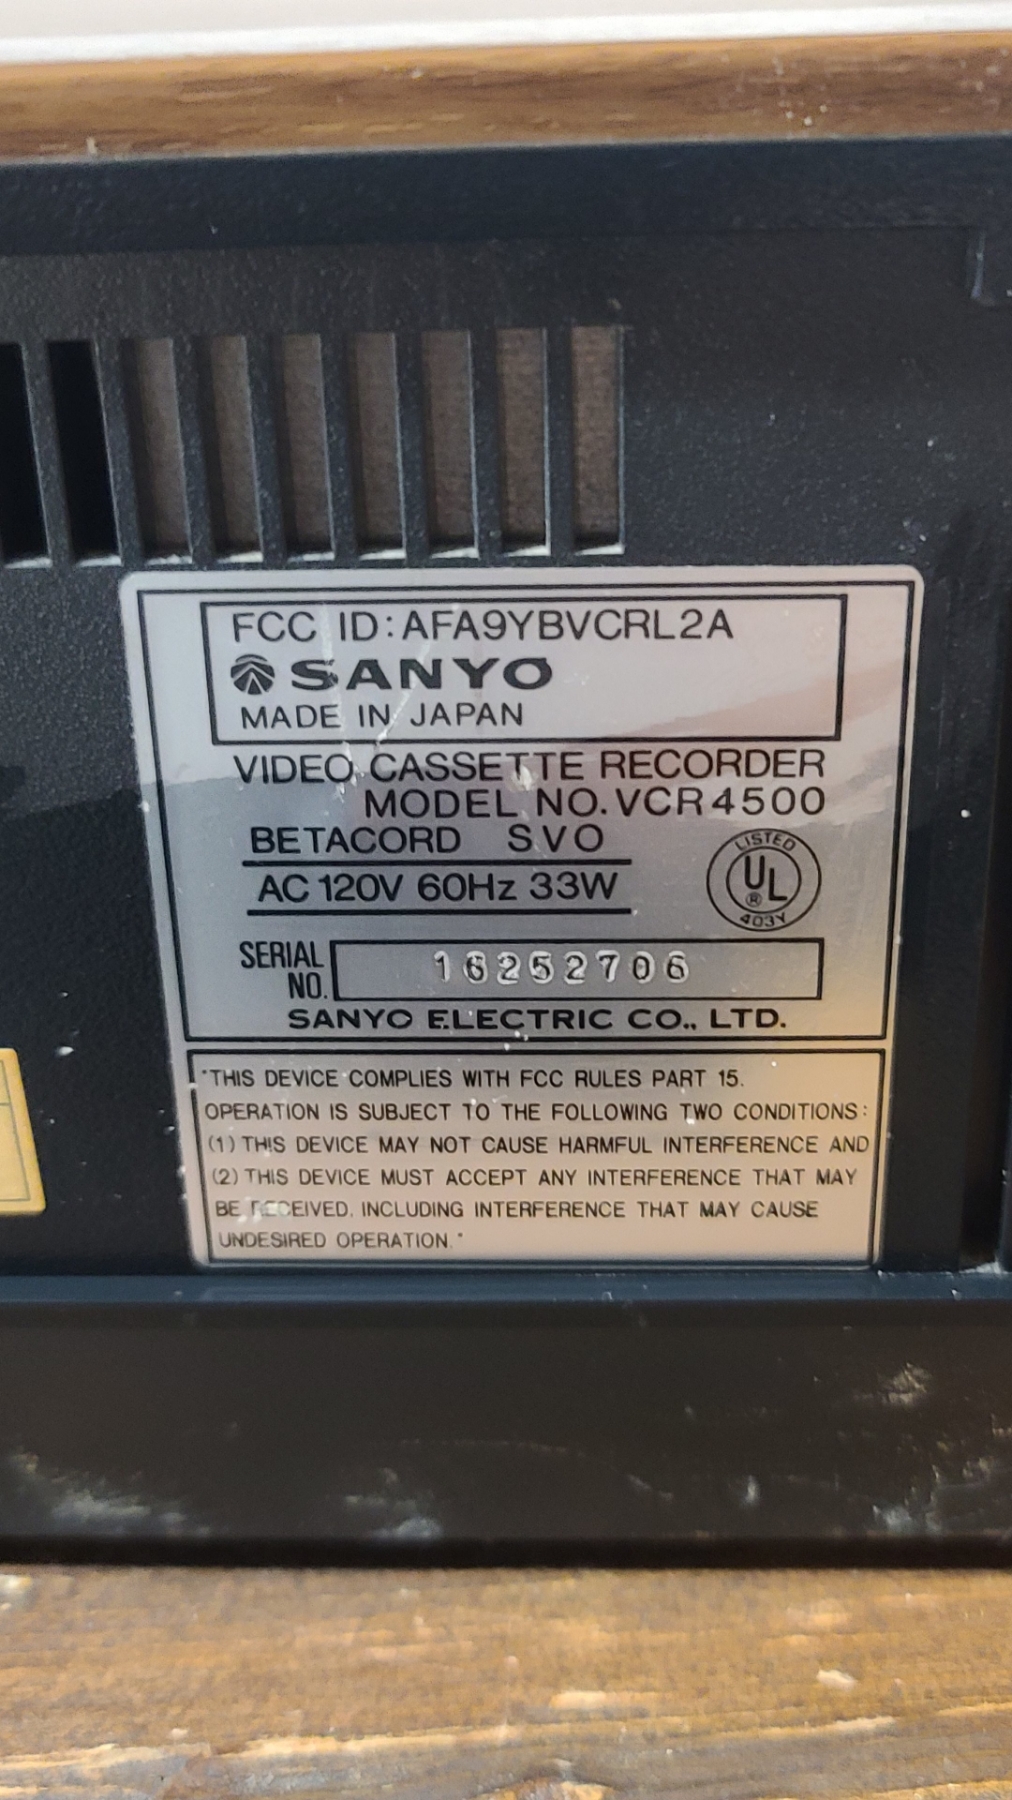 FCC ID: AFA9YBVCRL2A
SANYO
MADE IN JAPAN
VIDEO CASSETTE RECORDER
MODEL NO. VCR4500
BETACORD SVO
AC 120V 60Hz 33W
LISTED
UL
®
403Y
SERIAL
NO. 16252706
SANYO ELECTRIC CO., LTD.
"THIS DEVICE COMPLIES WITH FCC RULES PART 15.
OPERATION IS SUBJECT TO THE FOLLOWING TWO CONDITIONS:
(1) THIS DEVICE MAY NOT CAUSE HARMFUL INTERFERENCE AND
(2) THIS DEVICE MUST ACCEPT ANY INTERFERENCE THAT MAY
BE RECEIVED, INCLUDING INTERFERENCE THAT MAY CAUSE
UNDESIRED OPERATION."